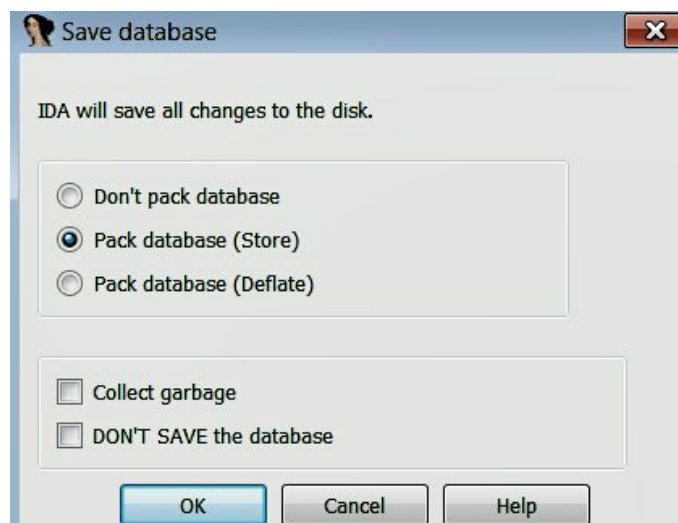 Save database
IDA will save all changes to the disk.
Don't pack database
Pack database (Store)
Pack database (Deflate)
Collect garbage
DON'T SAVE the database
OK
Cancel
Help